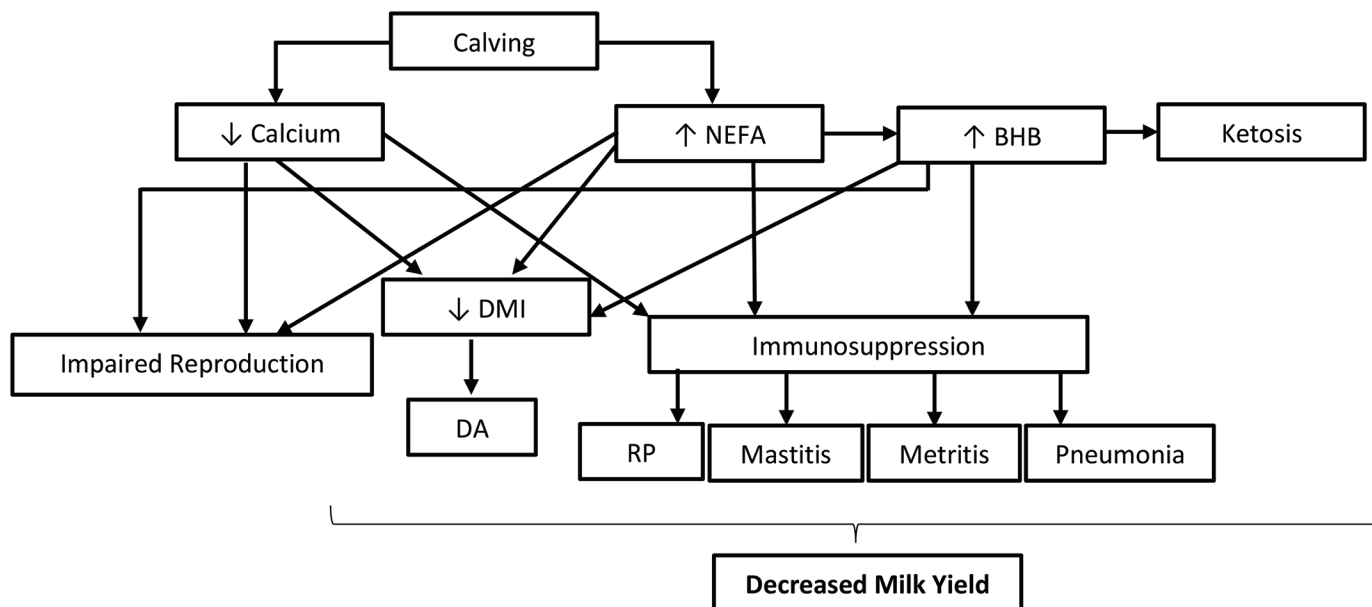 Calving
↓ Calcium
↑ NEFA
↑ BHB
Ketosis
↓ DMI
Impaired Reproduction
Immunosuppression
DA
RP
Mastitis
Metritis
Pneumonia
Decreased Milk Yield